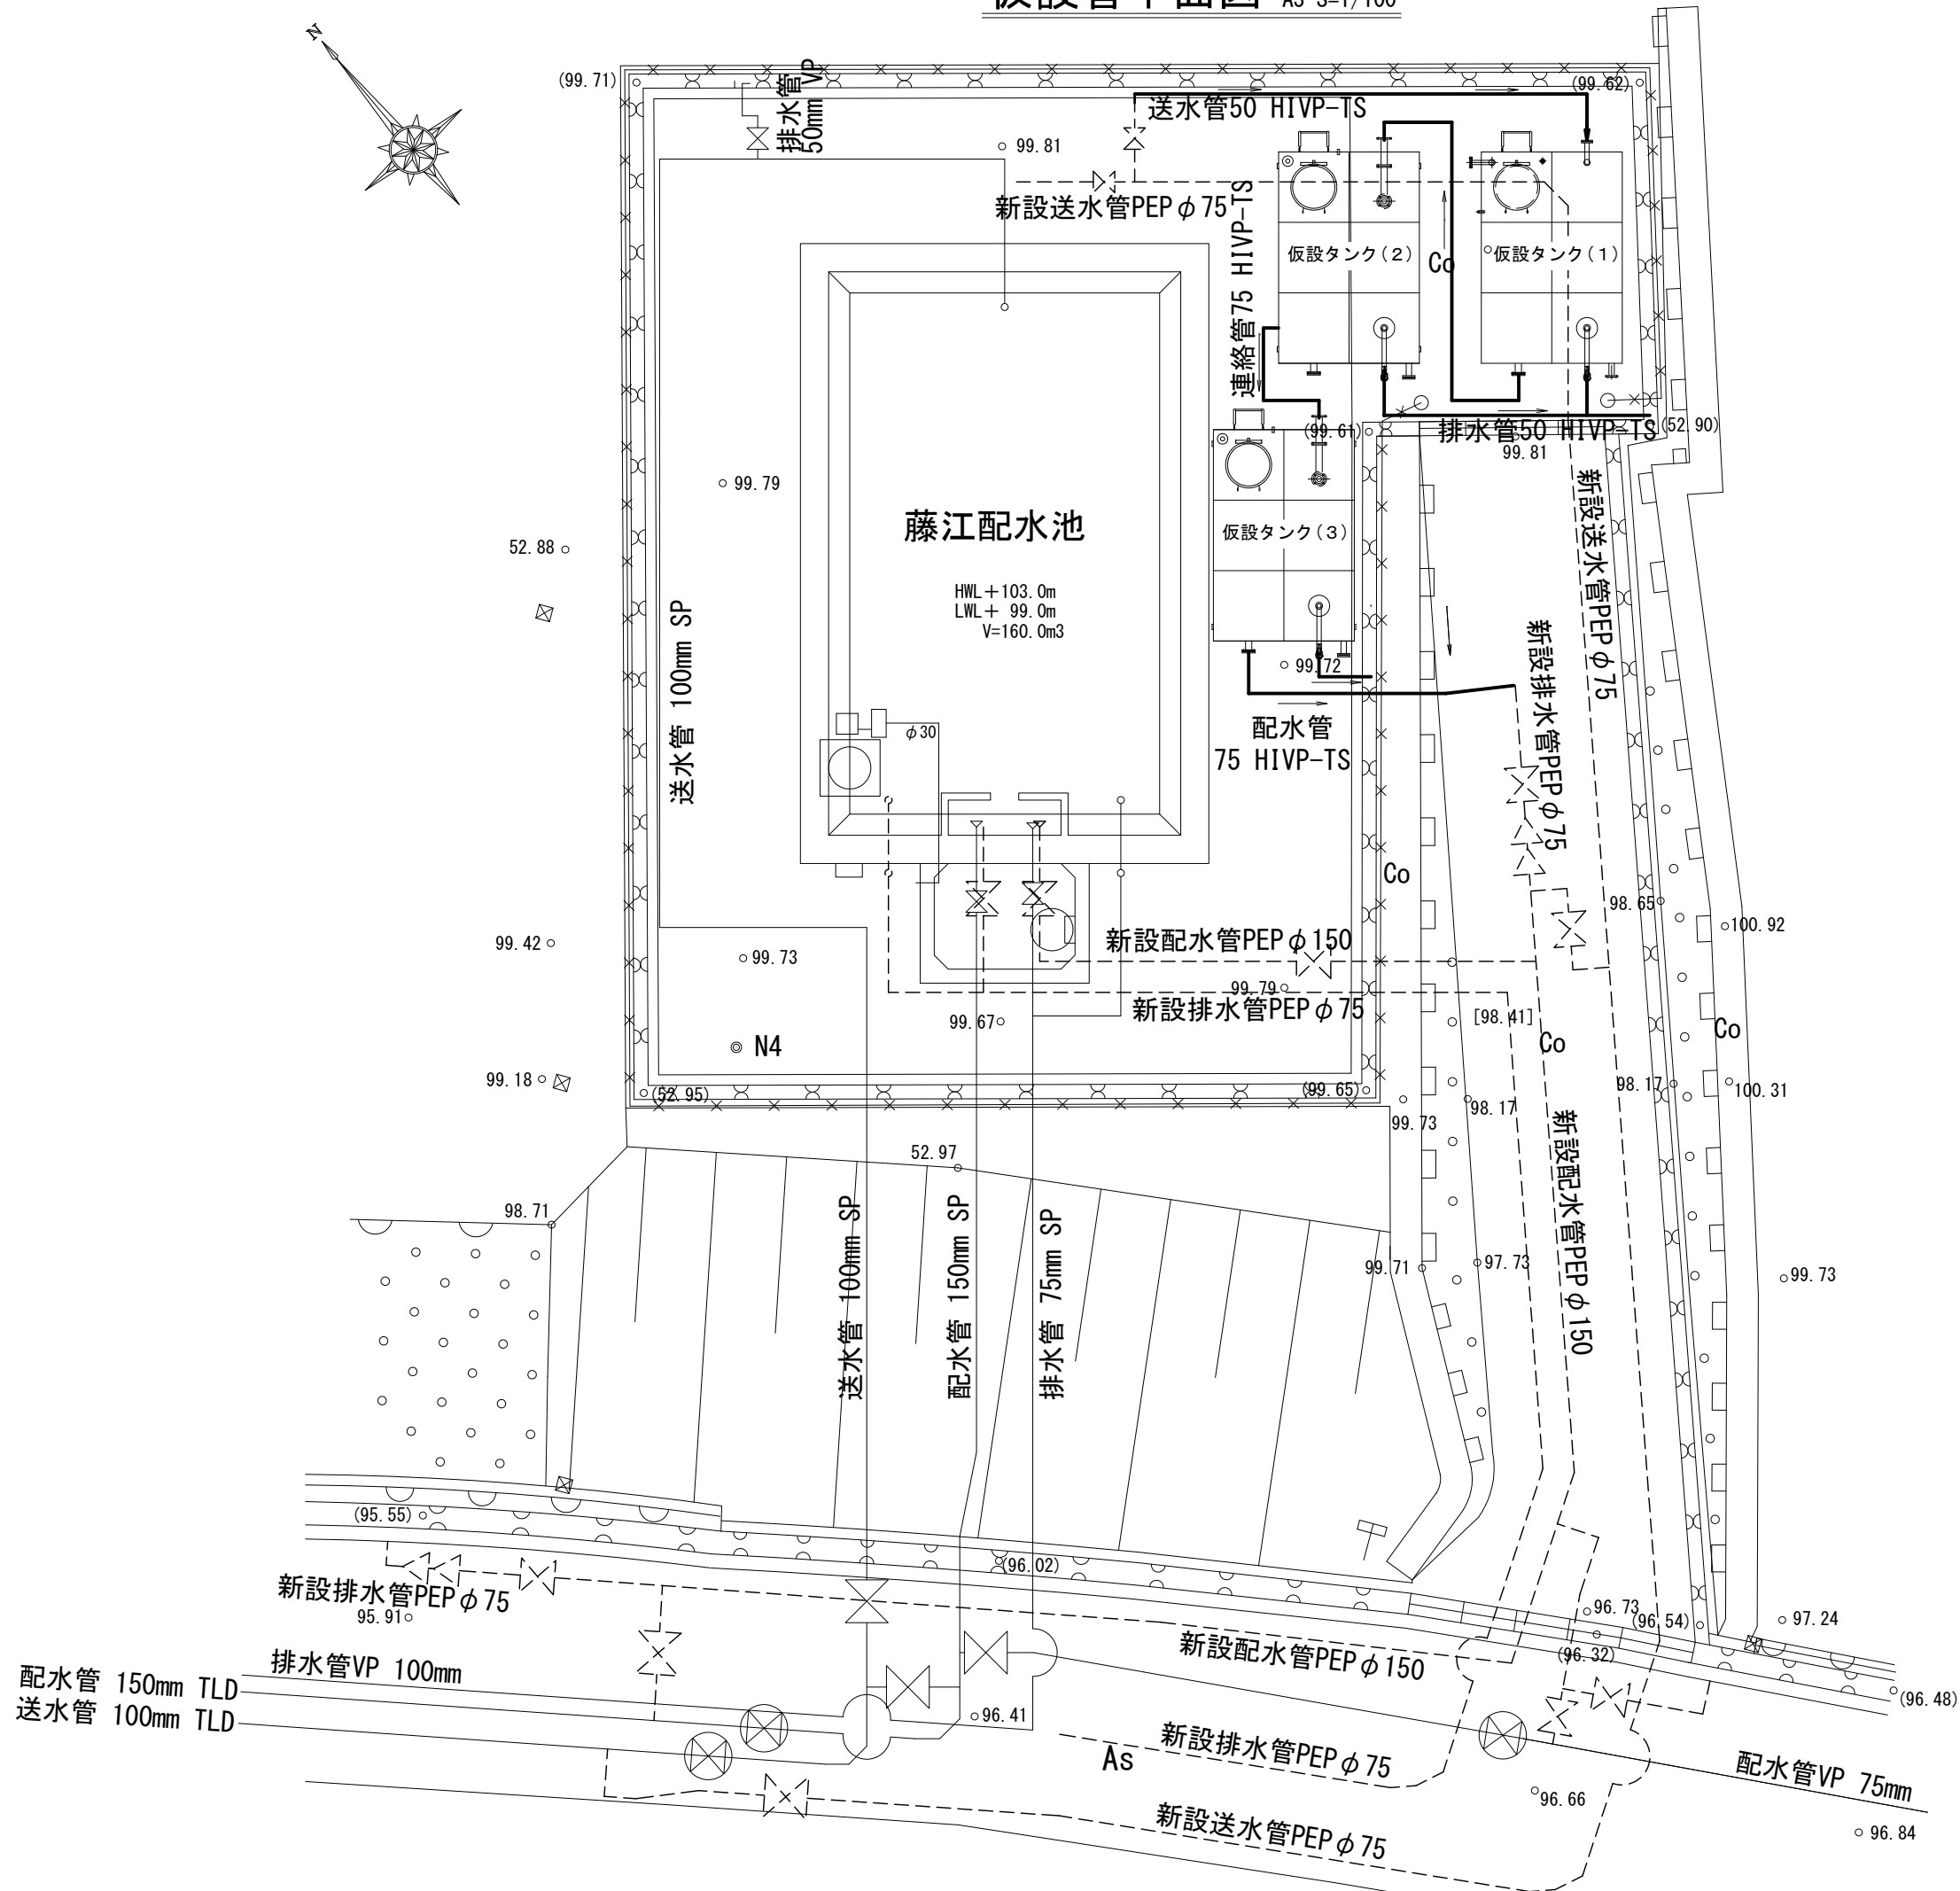 仮設管平面図 A3 S=1/100
N
(99.71)
排水管
50mm VP
送水管50 HIVP-TS
(99.62)
99.81
新設送水管PEPφ75
連絡管75 HIVP-TS
仮設タンク(2)
Co
仮設タンク(1)
(99.61)
排水管50 HIVP-TS
(52.90)
99.81
99.79
藤江配水池
仮設タンク(3)
新設送水管PEPφ75
52.88
HWL+103.0m
LWL+ 99.0m
V=160.0m3
送水管 100mm SP
新設排水管PEPφ75
99.72
φ30
配水管
75 HIVP-TS
Co
98.65
100.92
99.42
99.73
新設配水管PEPφ150
99.79
新設排水管PEPφ75
99.67
[98.41]
Co
Co
N4
99.18
(52.95)
(99.65)
98.17
100.31
99.73
98.17
新設配水管PEPφ150
52.97
98.71
送水管 100mm SP
配水管 150mm SP
排水管 75mm SP
99.71
97.73
99.73
(95.55)
(96.02)
新設排水管PEPφ75
95.91
96.73
(96.54)
97.24
(96.32)
新設配水管PEPφ150
排水管VP 100mm
配水管 150mm TLD
送水管 100mm TLD
(96.48)
96.41
新設排水管PEPφ75
As
配水管VP 75mm
96.66
新設送水管PEPφ75
96.84